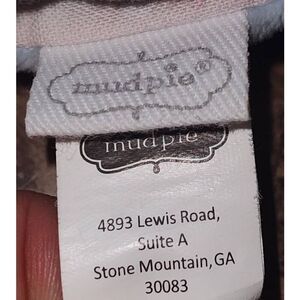 mudpie®
mudpie
4893 Lewis Road,
Suite A
Stone Mountain, GA
30083